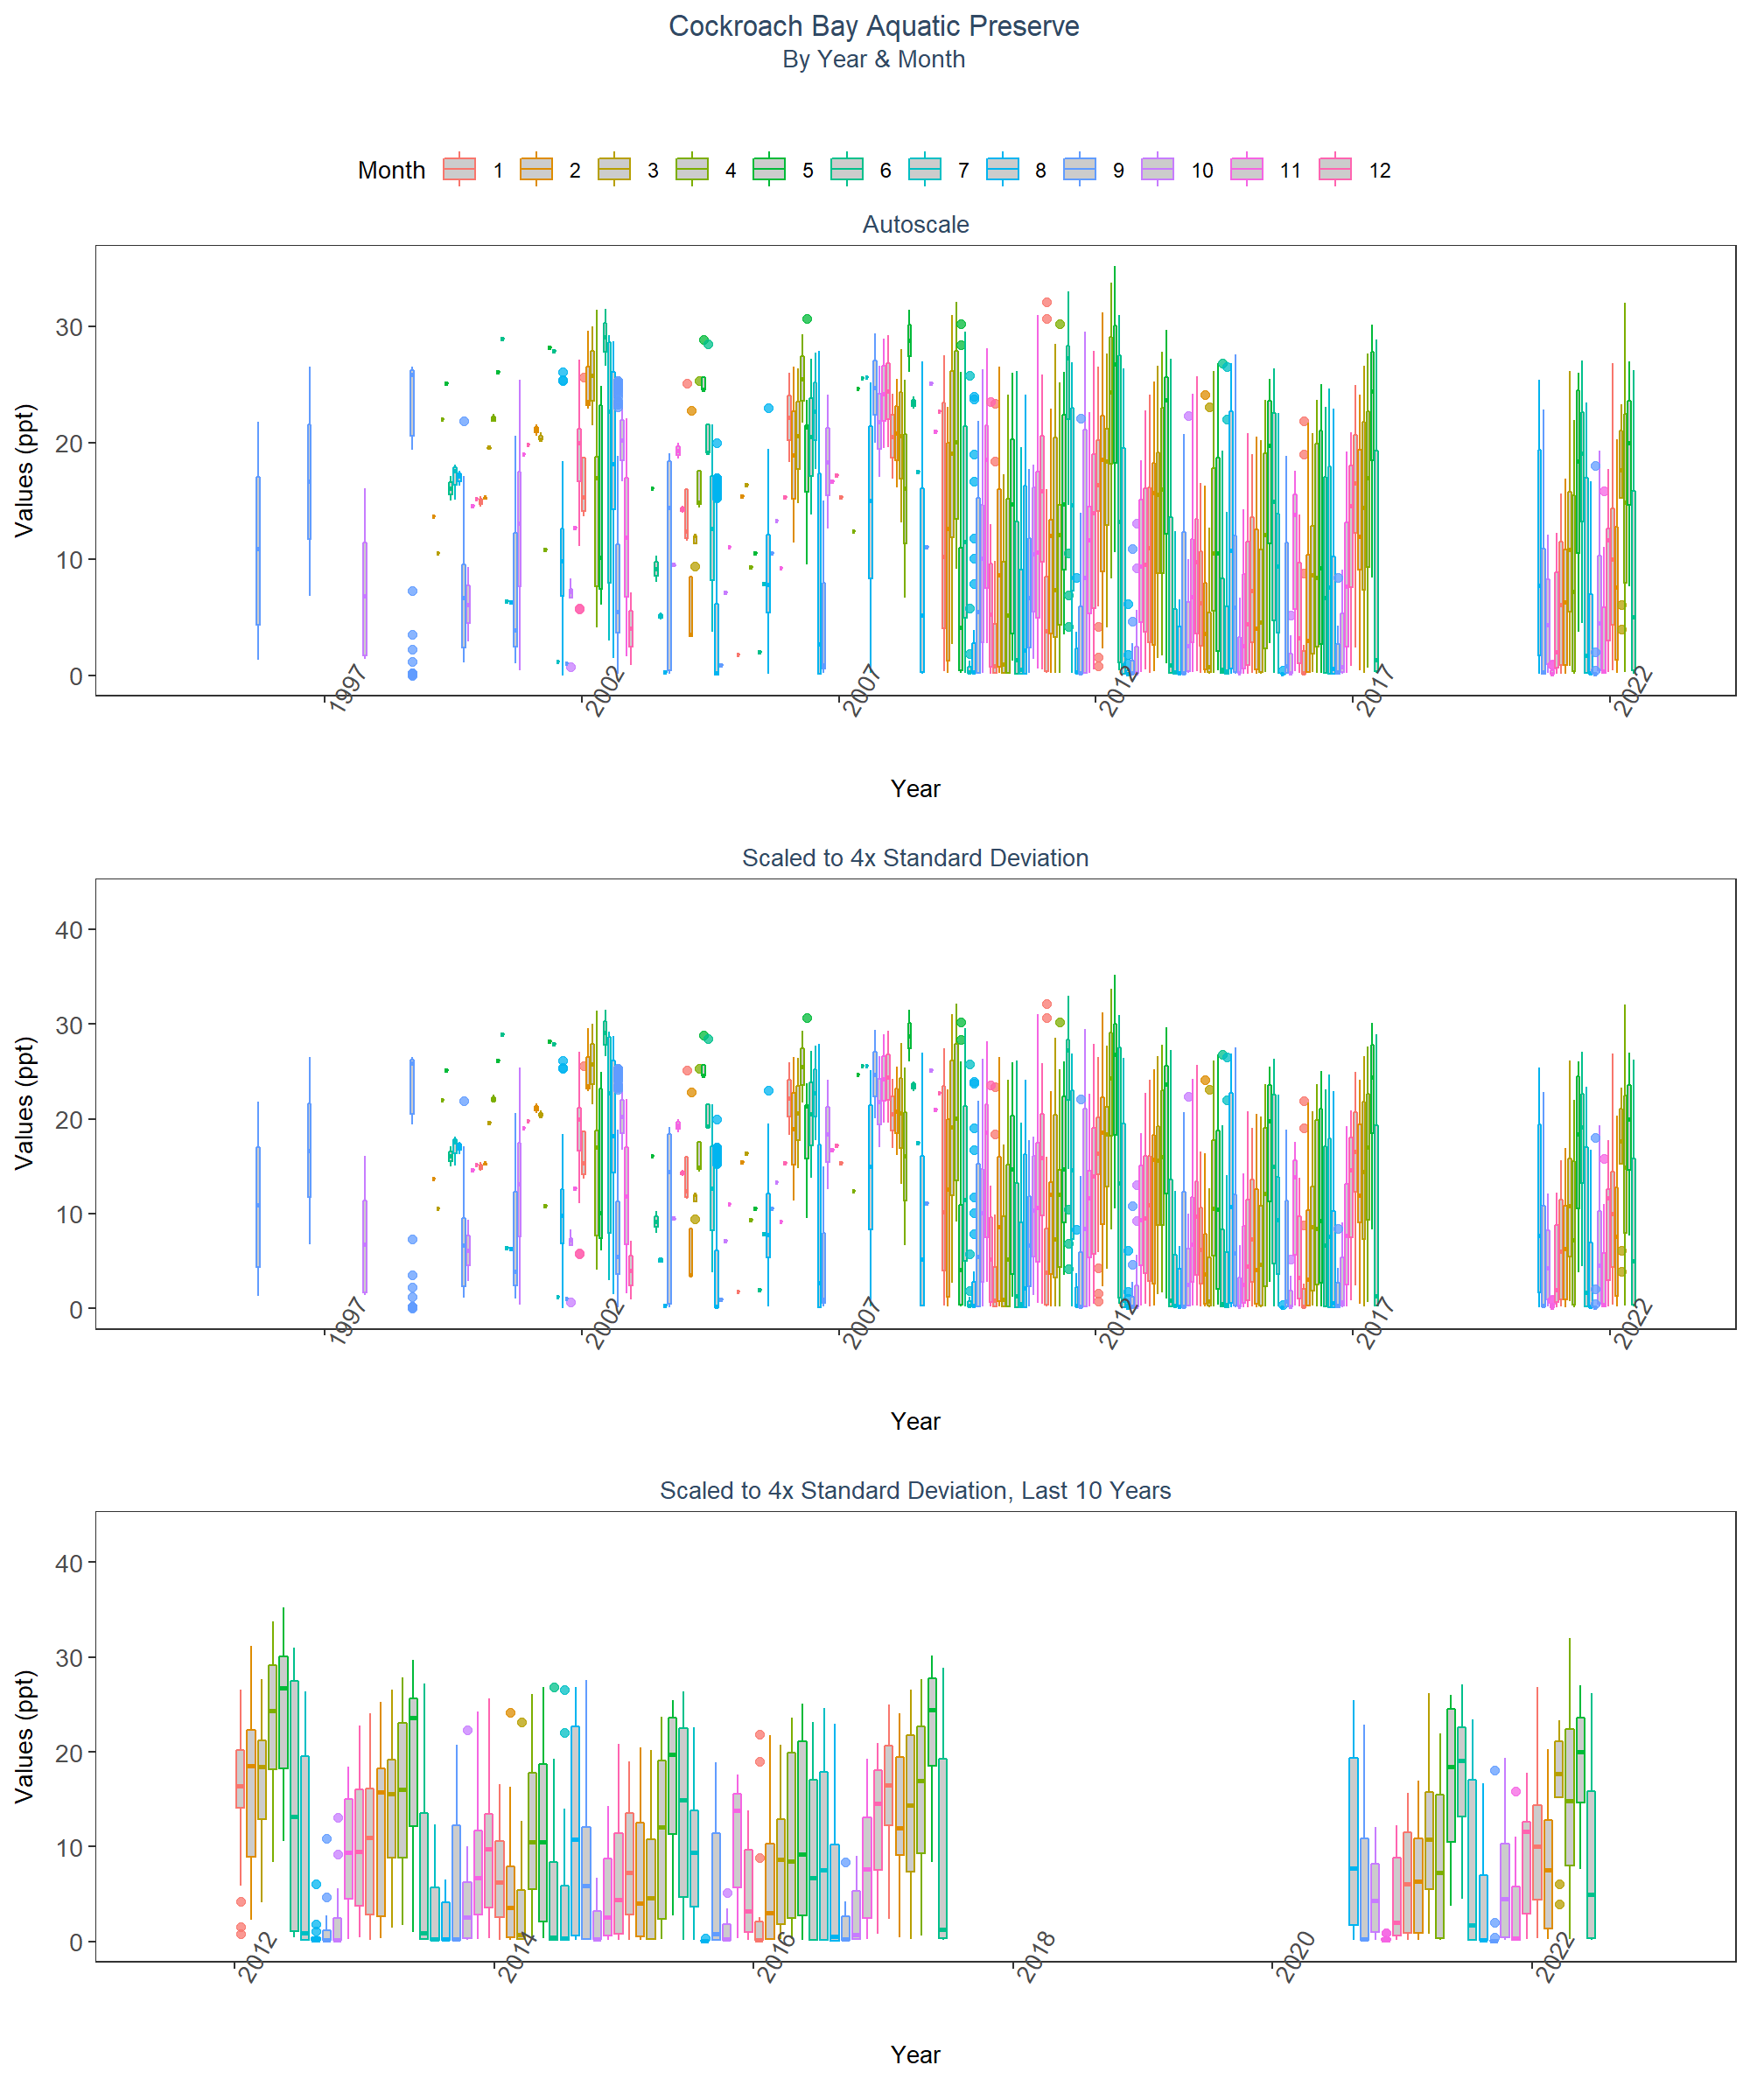 Cockroach Bay Aquatic Preserve
By Year & Month
Month 1 2 3 4 5 6 7 8 9 10 11 12
Autoscale
Values (ppt)
30
20
10
0
1997 2002 2007 2012 2017 2022
Year
Scaled to 4x Standard Deviation
Values (ppt)
40
30
20
10
0
1997 2002 2007 2012 2017 2022
Year
Scaled to 4x Standard Deviation, Last 10 Years
Values (ppt)
40
30
20
10
0
2012 2014 2016 2018 2020 2022
Year